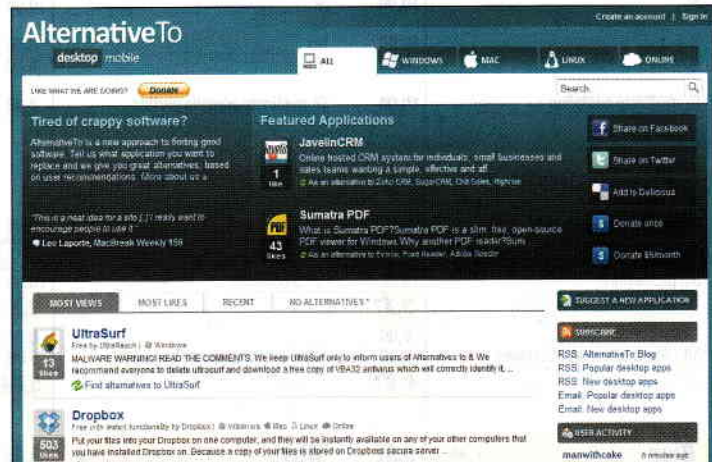 Create an account | Sign in
AlternativeTo
desktop mobile
ALL
WINDOWS
MAC
LINUX
ONLINE
LIKE WHAT WE ARE DOING? Donate
Search
Tired of crappy software?
AlternativeTo is a new approach to finding good
software. Tell us what application you want to
replace and we give you great alternatives, based
on user recommendations. More about us »
"This is a neat idea for a site [.] I really want to
encourage people to use it"
Leo Laporte, MacBreak Weekly 156
Featured Applications
JavelinCRM
1
like
Online hosted CRM system for individuals, small businesses and
sales teams wanting a simple, effective and aff
As an alternative to Zoho CRM, SugarCRM,
Sumatra PDF
43
likes
What is Sumatra PDF?Sumatra PDF is a slim, free, open-source
PDF viewer for Windows.Why another PDF reader?Sum
As an alternative to Evince, Foxit Reader, Adobe Reader
Share on Facebook
Share on Twitter
Add to Delicious
Donate once
Donate $5/month
MOST VIEWS
MOST LIKES
RECENT
NO ALTERNATIVES
UltraSurf
Free by UltraReach | Windows
13
likes
MALWARE WARNING! READ THE COMMENTS. We keep UltraSurf only to inform users of Alternatives to it. We
recommend everyone to delete ultrasurf and download a free copy of VBA32 antivirus which will correctly identify it, ...
Find alternatives to UltraSurf
Dropbox
Free with limited functionality by Dropbox | Windows Mac Linux Online
503
likes
Put your files into your Dropbox on one computer, and they will be instantly available on any of your other computers that
you have installed Dropbox on. Because a copy of your files is stored on Dropboxs secure server ...
SUGGEST A NEW APPLICATION
SUBSCRIBE
RSS: AlternativeTo Blog
RSS: Popular desktop apps
RSS: New desktop apps
Email: Popular desktop apps
Email: New desktop apps
USER ACTIVITY
manwithcake
6 minutes ago